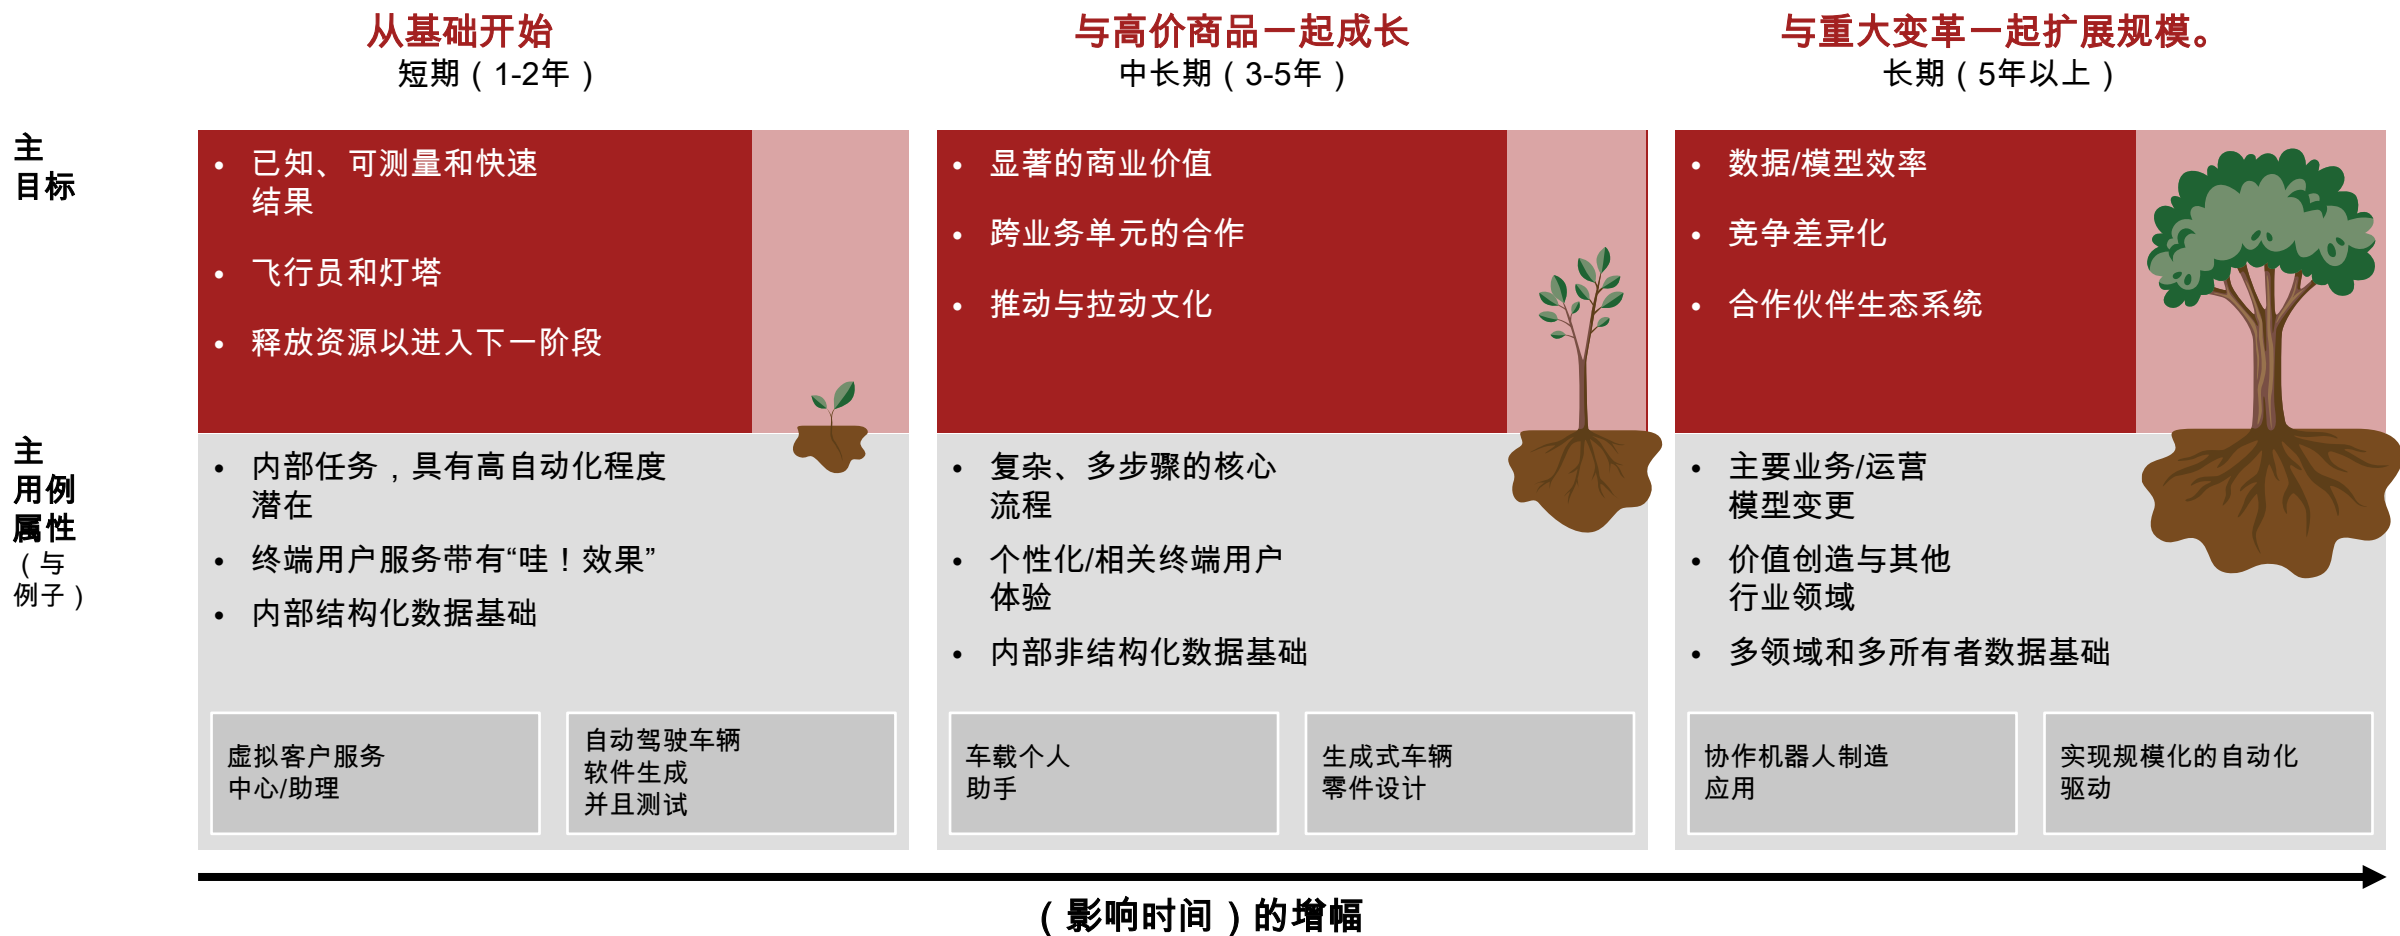 从基础开始
短期（1-2年）
与高价商品一起成长
中长期（3-5年）
与重大变革一起扩展规模。
长期（5年以上）
主
目标
• 已知、可测量和快速
结果
• 飞行员和灯塔
• 释放资源以进入下一阶段
• 显著的商业价值
• 跨业务单元的合作
• 推动与拉动文化
• 数据/模型效率
• 竞争差异化
• 合作伙伴生态系统
主
用例
属性
（与
例子）
• 内部任务，具有高自动化程度
潜在
• 终端用户服务带有“哇！效果”
• 内部结构化数据基础
• 复杂、多步骤的核心
流程
• 个性化/相关终端用户
体验
• 内部非结构化数据基础
• 主要业务/运营
模型变更
• 价值创造与其他
行业领域
• 多领域和多所有者数据基础
虚拟客户服务
中心/助理
自动驾驶车辆
软件生成
并且测试
车载个人
助手
生成式车辆
零件设计
协作机器人制造
应用
实现规模化的自动化
驱动
（影响时间）的增幅